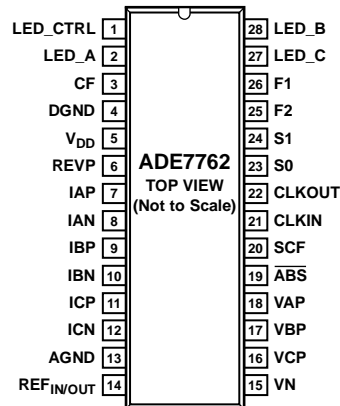 LED_CTRL 1 28 LED_B
LED_A 2 27 LED_C
CF 3 26 F1
DGND 4 25 F2
VDD 5 24 S1
REVP 6 ADE7762 23 S0
IAP 7 TOP VIEW 22 CLKOUT
IAN 8 (Not to Scale) 21 CLKIN
IBP 9 20 SCF
IBN 10 19 ABS
ICP 11 18 VAP
ICN 12 17 VBP
AGND 13 16 VCP
REFIN/OUT 14 15 VN